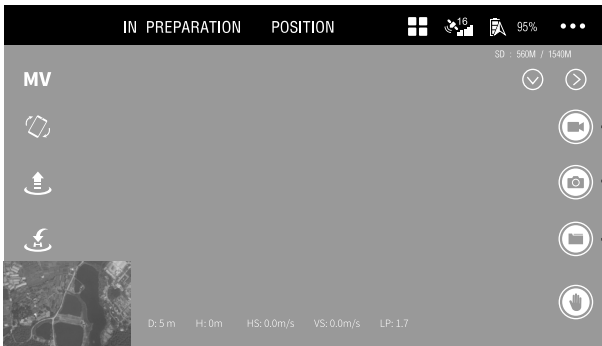 IN PREPARATION POSITION 16 95%
SD : 560M / 1540M
MV
D: 5 m H: 0m HS: 0.0m/s VS: 0.0m/s LP: 1.7